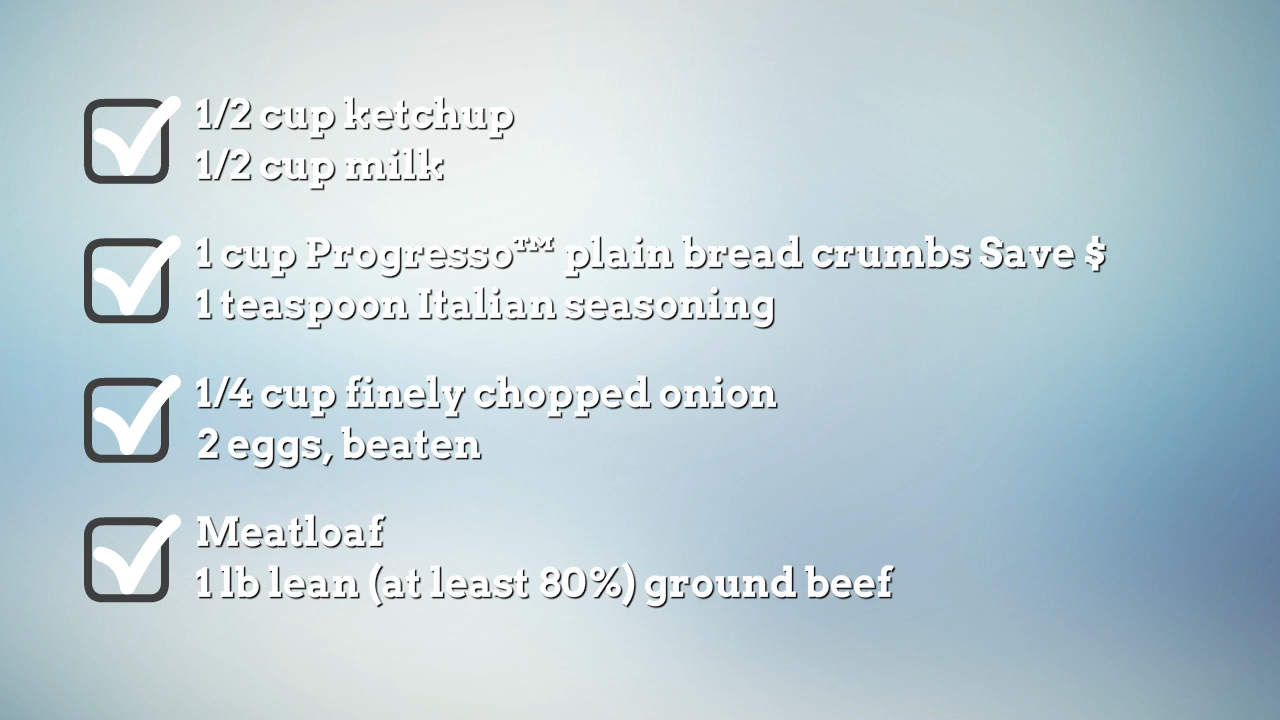 1/2 cup ketchup
1/2 cup milk
1 cup Progresso™ plain bread crumbs Save $
1 teaspoon Italian seasoning
1/4 cup finely chopped onion
2 eggs, beaten
Meatloaf
1 lb lean (at least 80%) ground beef